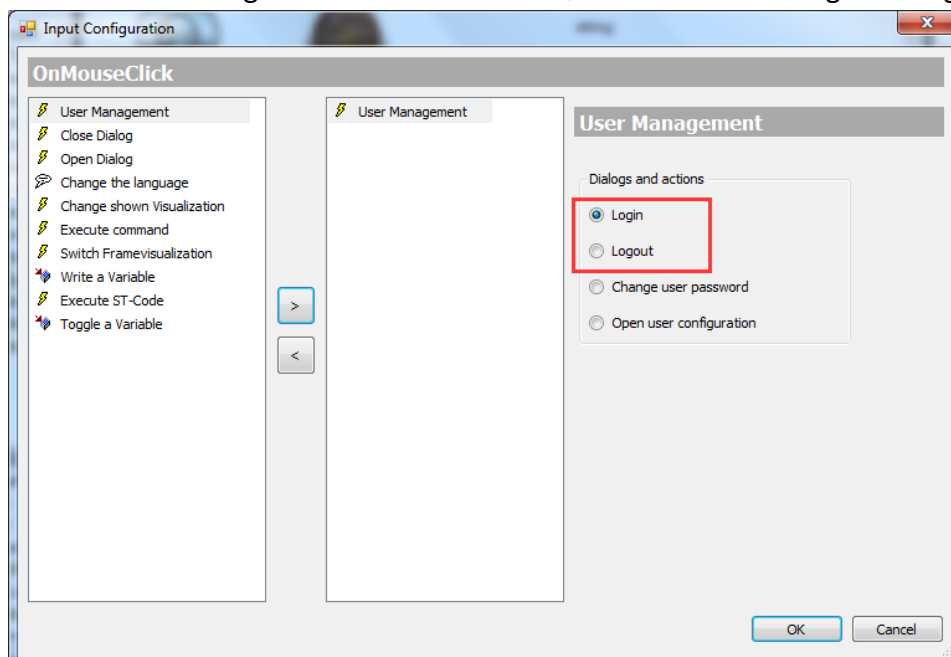 Input Configuration
OnMouseClick
User Management
Close Dialog
Open Dialog
Change the language
Change shown Visualization
Execute command
Switch Framevisualization
Write a Variable
Execute ST-Code
Toggle a Variable
>
<
User Management
User Management
Dialogs and actions
Login
Logout
Change user password
Open user configuration
OK
Cancel